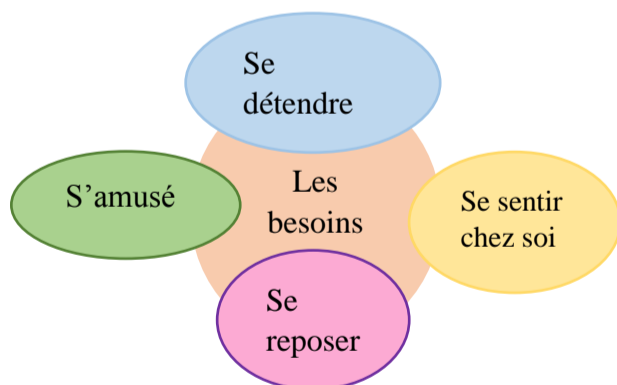 Se
détendre
S’amusé
Les
besoins
Se sentir
chez soi
Se
reposer